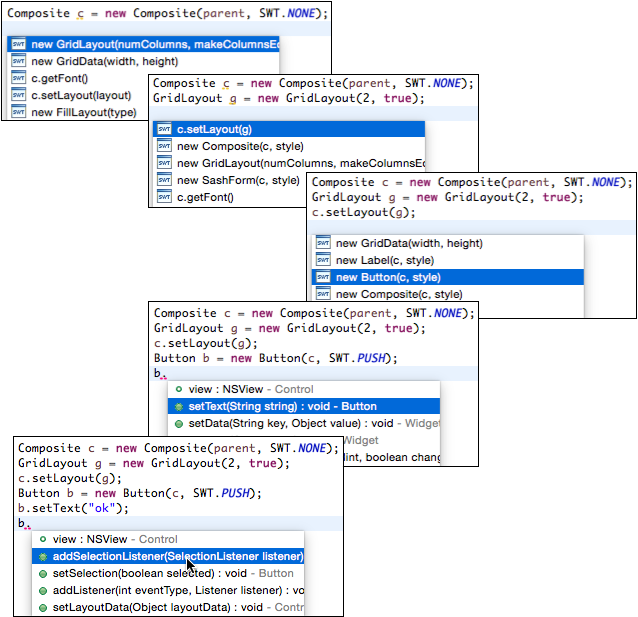 Composite c = new Composite(parent, SWT.NONE);
SWT new GridLayout(numColumns, makeColumnsEc
SWT new GridData(width, height)
SWT c.getFont()
SWT c.setLayout(layout)
SWT new FillLayout(type)
Composite c = new Composite(parent, SWT.NONE);
GridLayout g = new GridLayout(2, true);
SWT c.setLayout(g)
SWT new Composite(c, style)
SWT new GridLayout(numColumns, makeColumnsEc
SWT new SashForm(c, style)
SWT c.getFont()
Composite c = new Composite(parent, SWT.NONE);
GridLayout g = new GridLayout(2, true);
c.setLayout(g);
SWT new GridData(width, height)
SWT new Label(c, style)
SWT new Button(c, style)
SWT new Composite(c, style)
Composite c = new Composite(parent, SWT.NONE);
GridLayout g = new GridLayout(2, true);
c.setLayout(g);
Button b = new Button(c, SWT.PUSH);
b.
view : NSView - Control
setText(String string) : void - Button
setData(String key, Object value) : void - Widget
Widget
int, boolean chang
Composite c = new Composite(parent, SWT.NONE);
GridLayout g = new GridLayout(2, true);
c.setLayout(g);
Button b = new Button(c, SWT.PUSH);
b.setText("ok");
b.
view : NSView - Control
addSelectionListener(SelectionListener listener)
setSelection(boolean selected) : void - Button
addListener(int eventType, Listener listener) : vo
setLayoutData(Object layoutData) : void - Contr